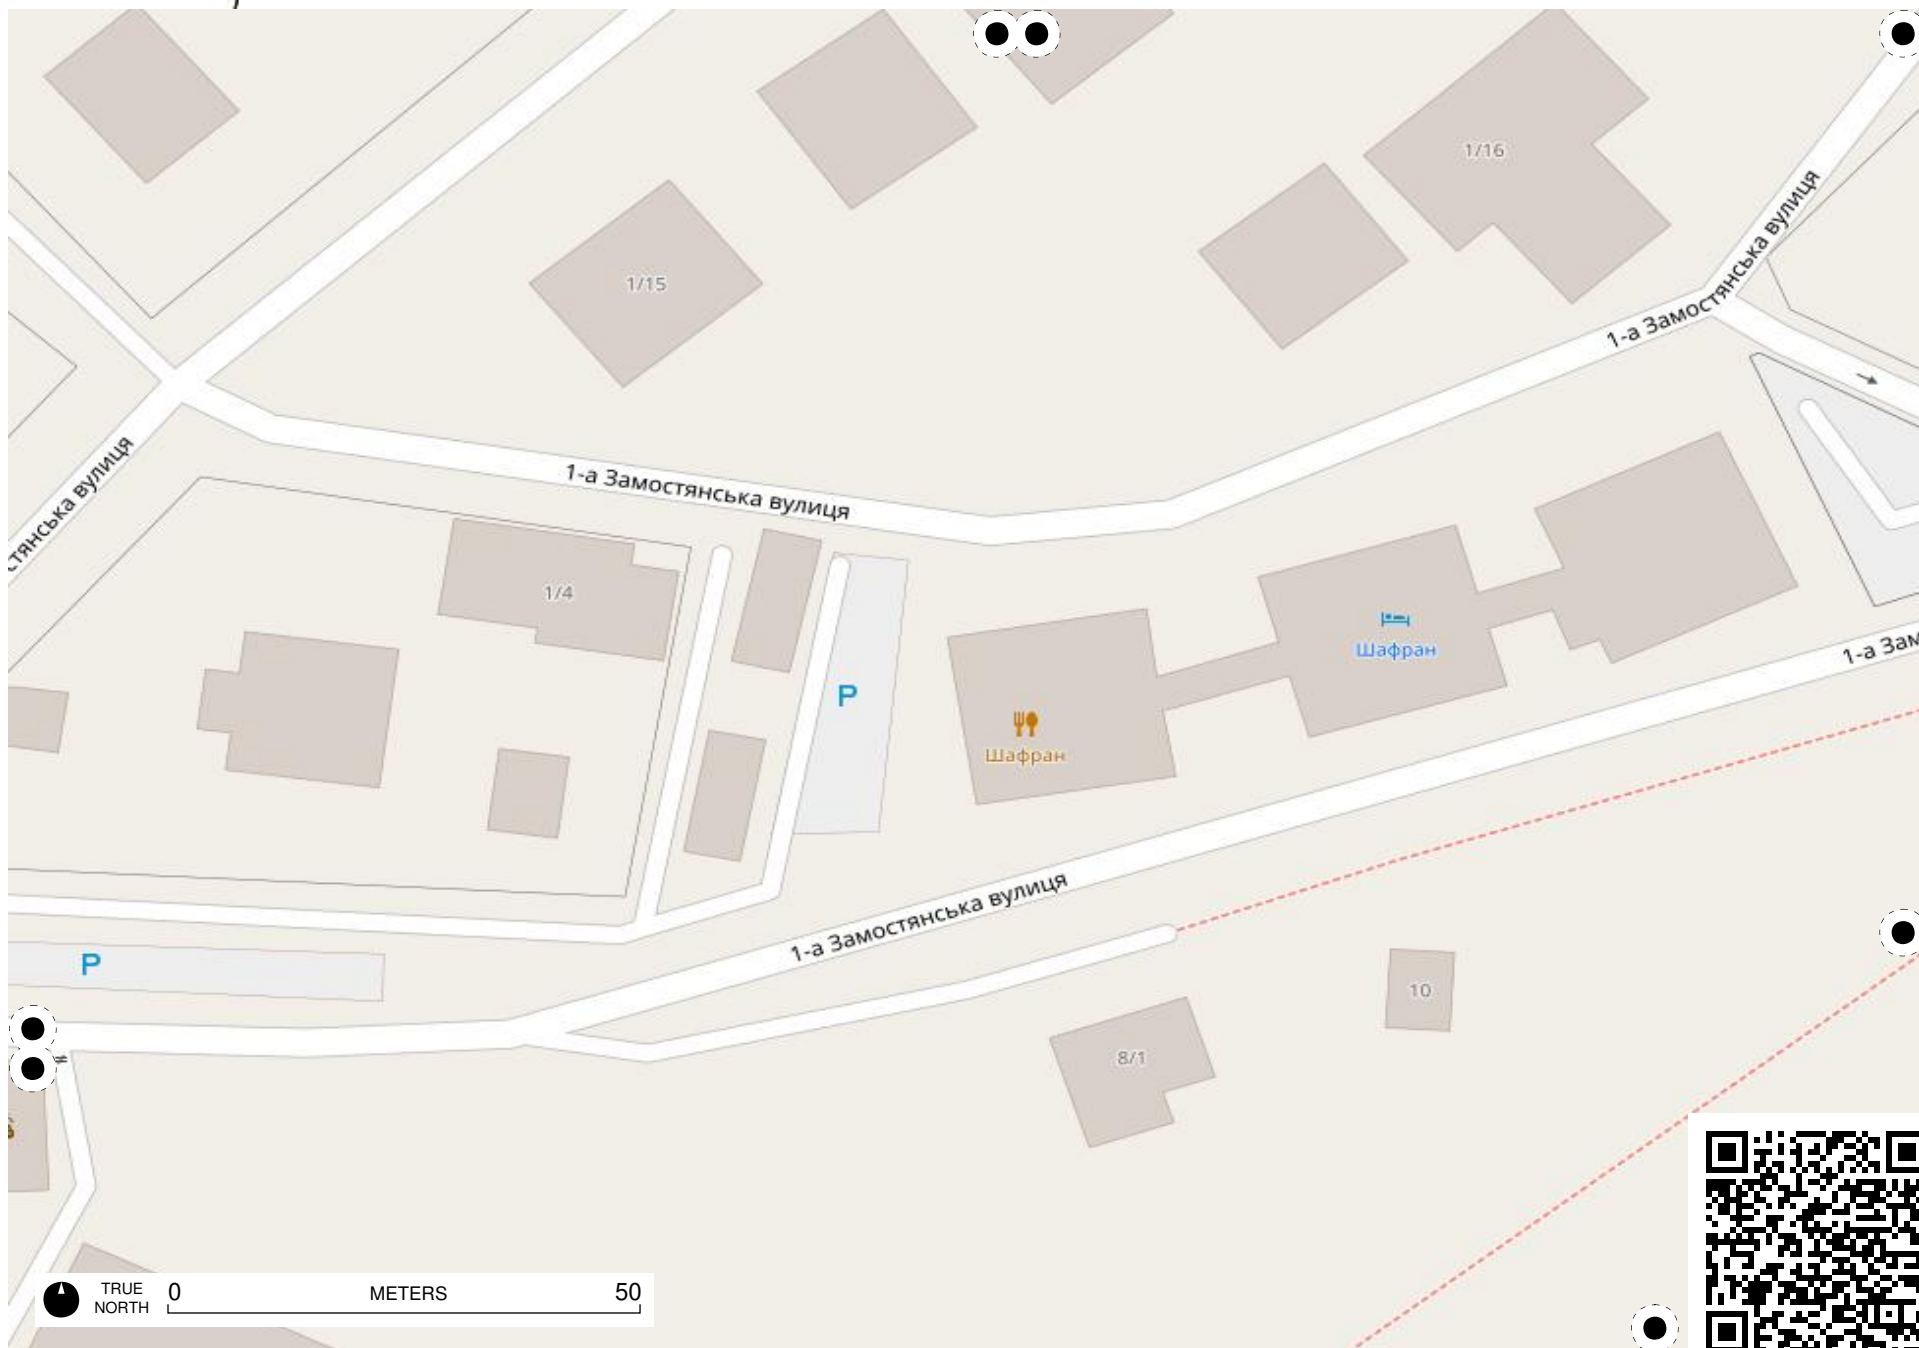 1/16
1/15
1-а Замостянська вулиця
1-а Замостянська вулиця
1/4
Шафран
1-а Зам
P
Шафран
1-а Замостянська вулиця
P
10
8/1
TRUE NORTH
0 METERS 50